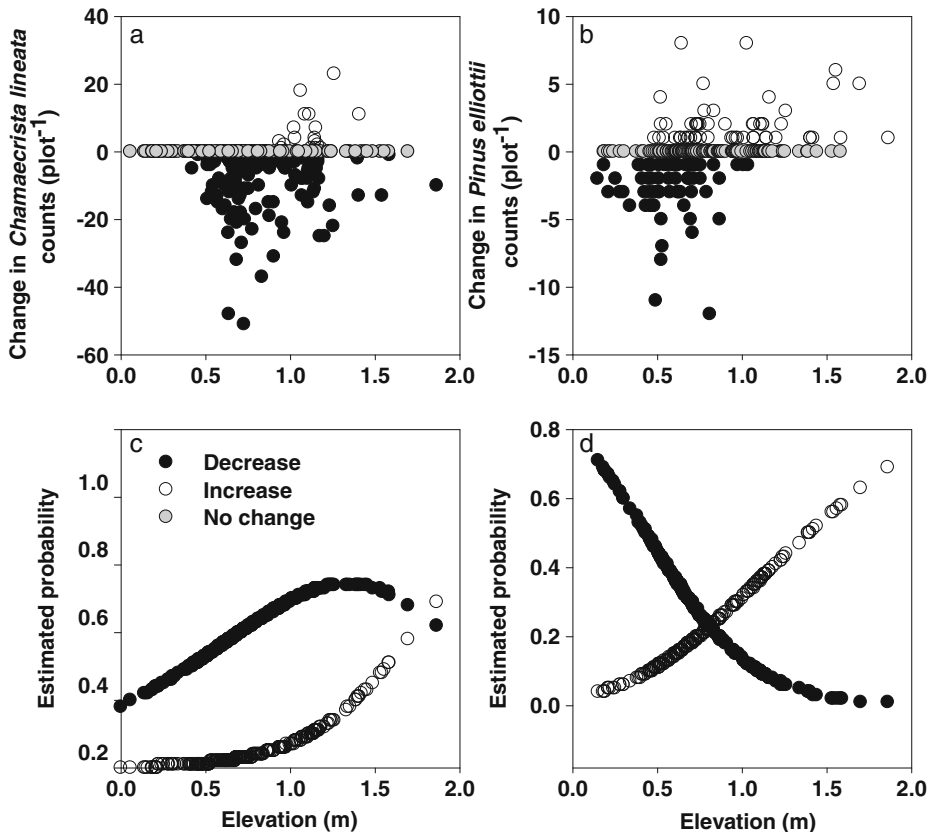 Change in Chamaecrista lineata
counts (plot-1)
40
20
0
-20
-40
-60
a
0.0
0.5
1.0
1.5
2.0
Change in Pinus elliottii
counts (plot-1)
10
5
0
-5
-10
-15
b
0.0
0.5
1.0
1.5
2.0
Estimated probability
1.0
0.8
0.6
0.4
0.2
c
Decrease
Increase
No change
0.0
0.5
1.0
1.5
2.0
Elevation (m)
Estimated probability
0.8
0.6
0.4
0.2
0.0
d
0.0
0.5
1.0
1.5
2.0
Elevation (m)